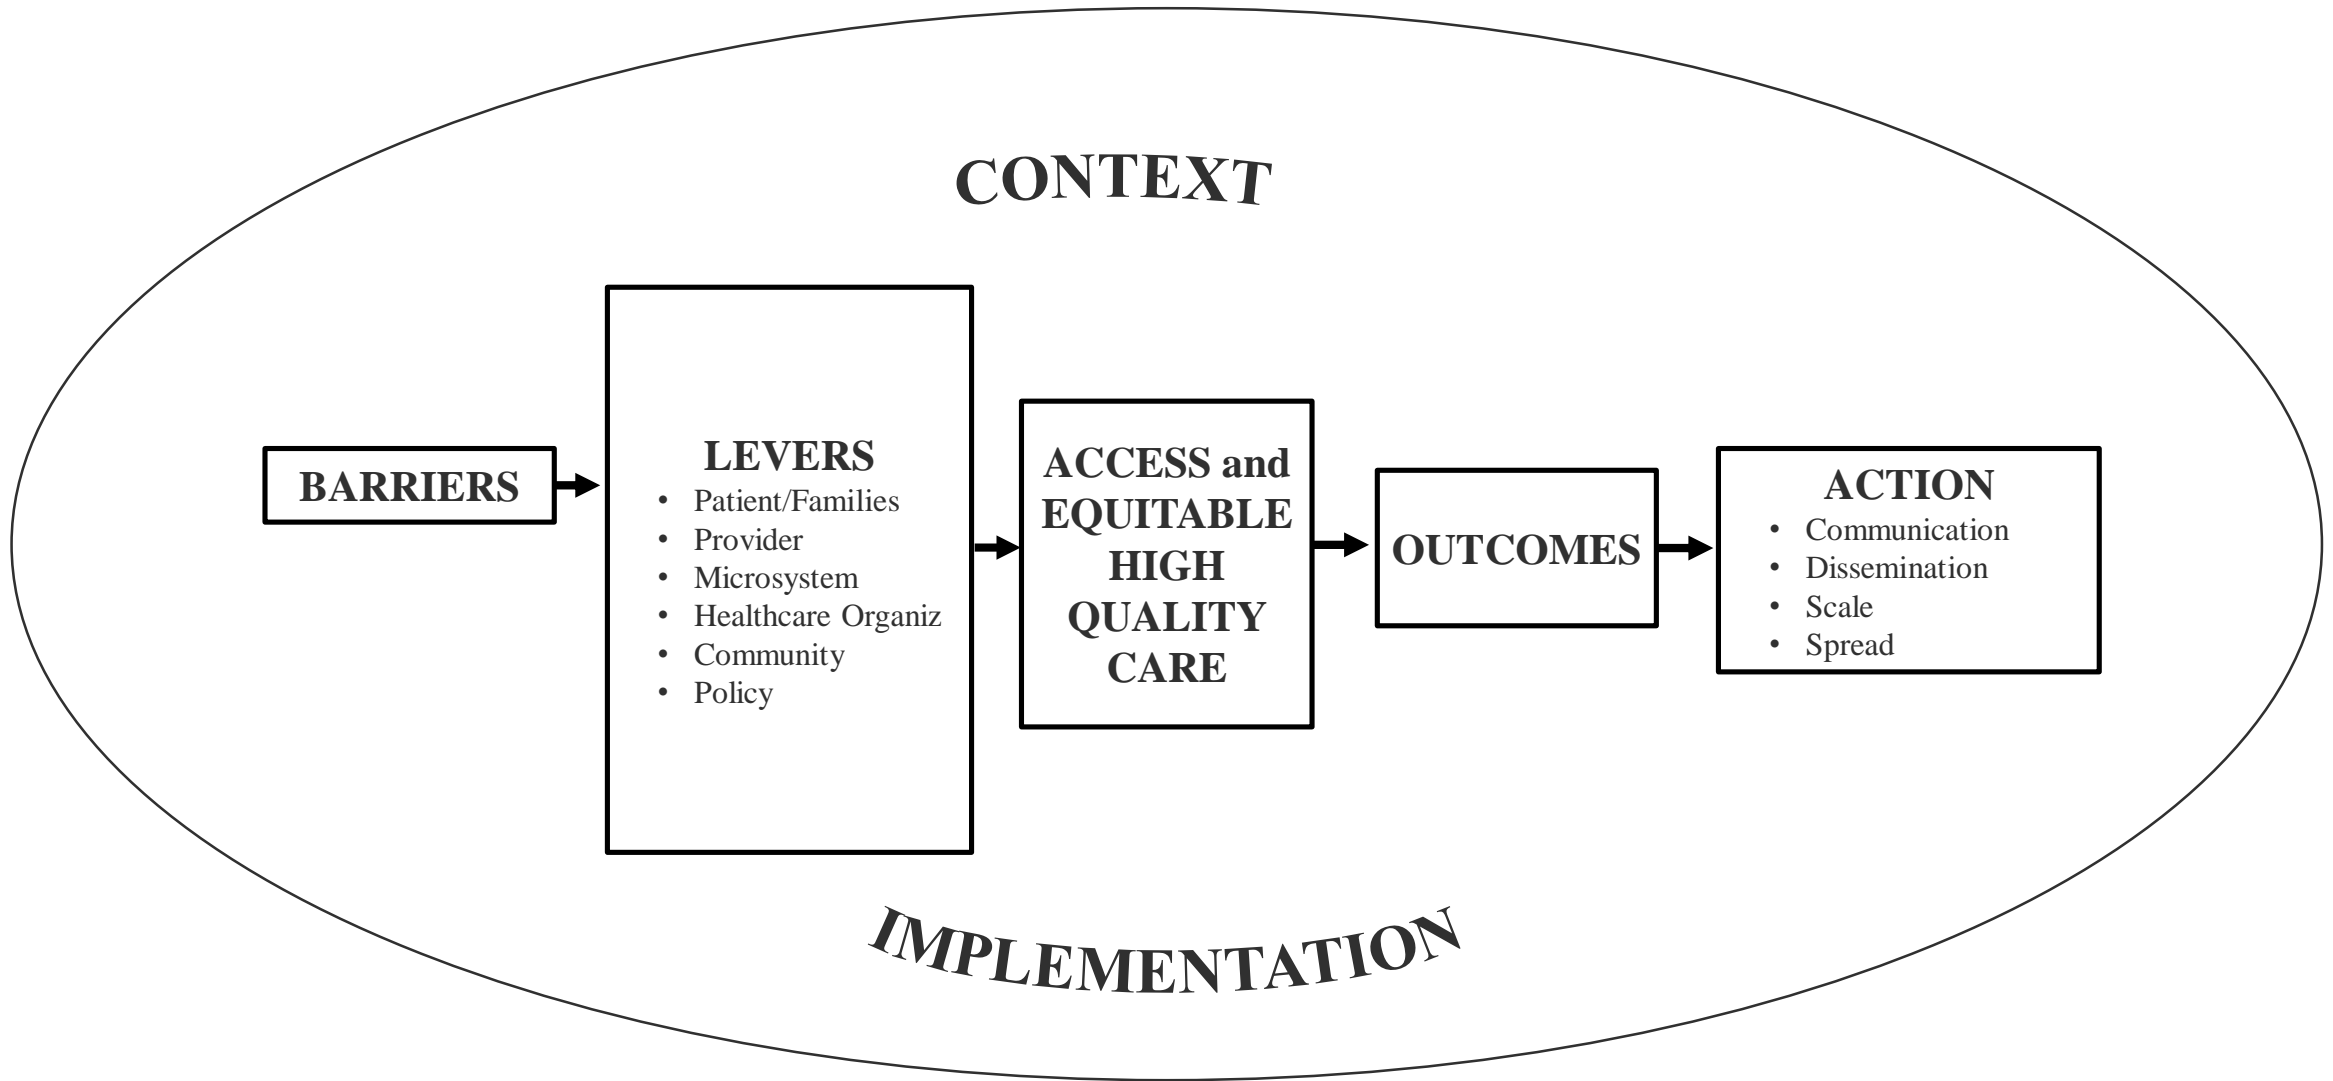 CONTEXT
BARRIERS
LEVERS
• Patient/Families
• Provider
• Microsystem
• Healthcare Organiz
• Community
• Policy
ACCESS and
EQUITABLE
HIGH
QUALITY
CARE
OUTCOMES
ACTION
• Communication
• Dissemination
• Scale
• Spread
IMPLEMENTATION